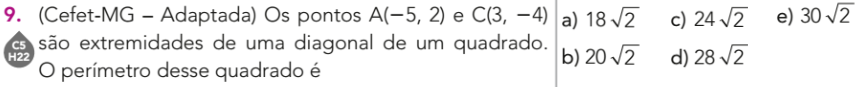 9. (Cefet-MG – Adaptada) Os pontos A(−5, 2) e C(3, −4)
C5 são extremidades de uma diagonal de um quadrado.
H22
O perímetro desse quadrado é
a) 18√2 c) 24√2 e) 30√2
b) 20√2 d) 28√2